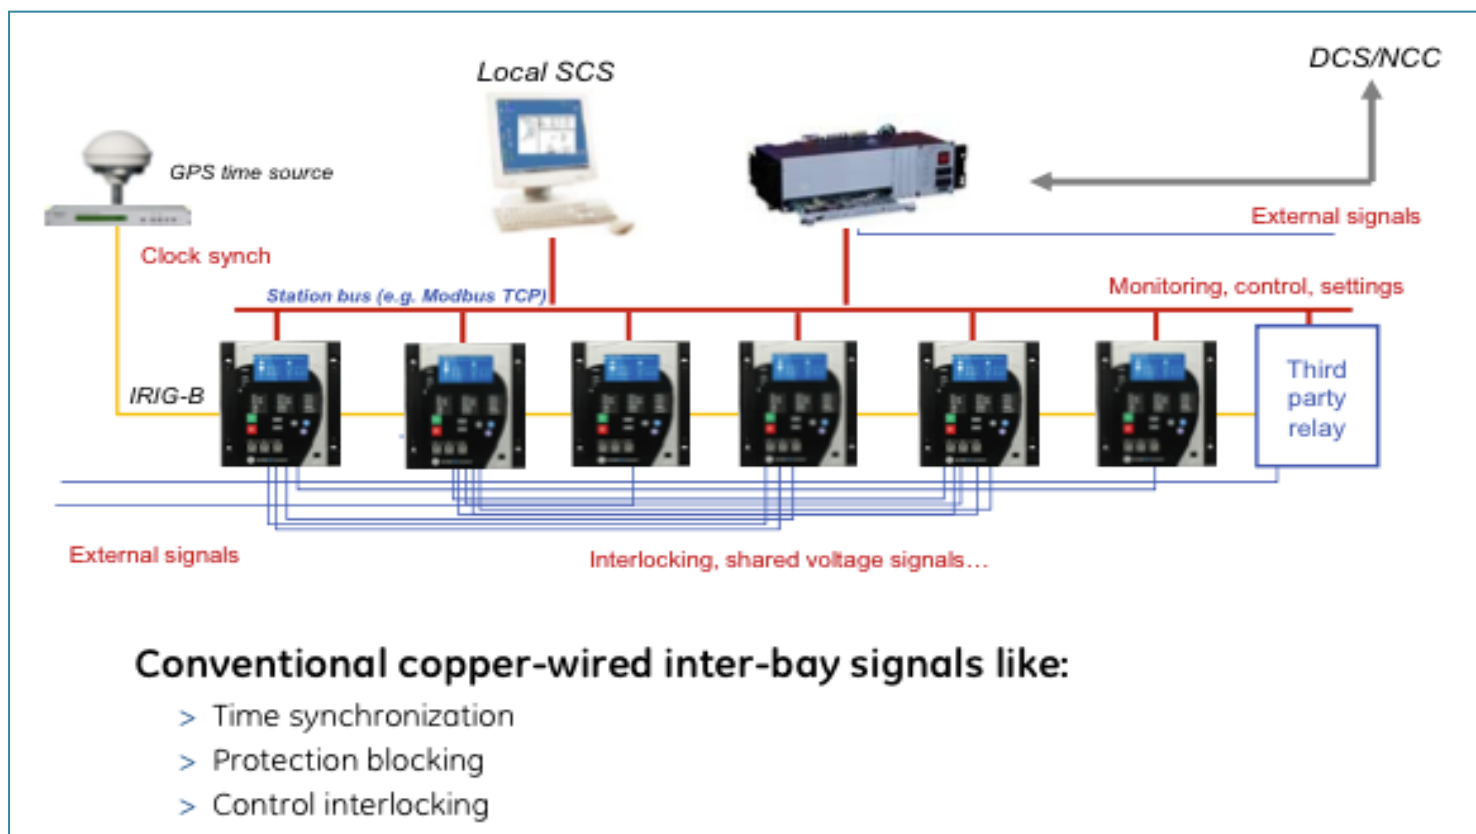 Local SCS
DCS/NCC
GPS time source
External signals
Clock synch
Station bus (e.g. Modbus TCP)
Monitoring, control, settings
IRIG-B
Third
party
relay
External signals
Interlocking, shared voltage signals…
Conventional copper-wired inter-bay signals like:
> Time synchronization
> Protection blocking
> Control interlocking